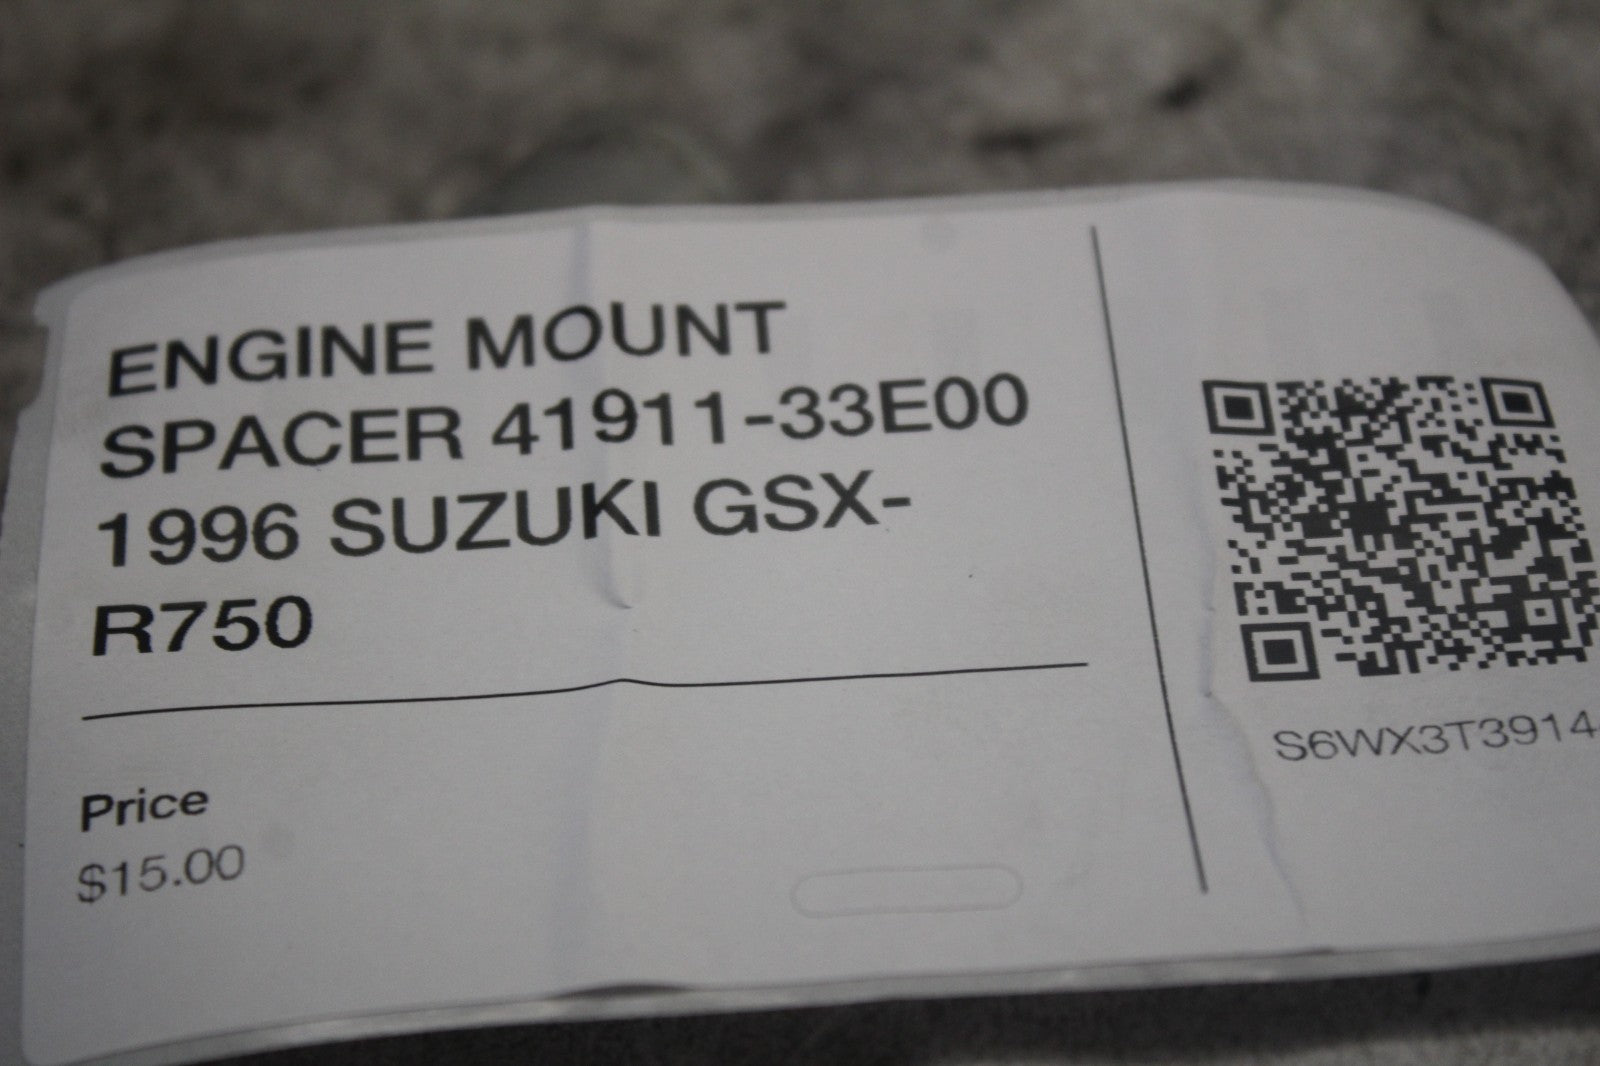 ENGINE MOUNT
SPACER 41911-33E00
1996 SUZUKI GSX-
R750
Price
$15.00
S6WX3T3914